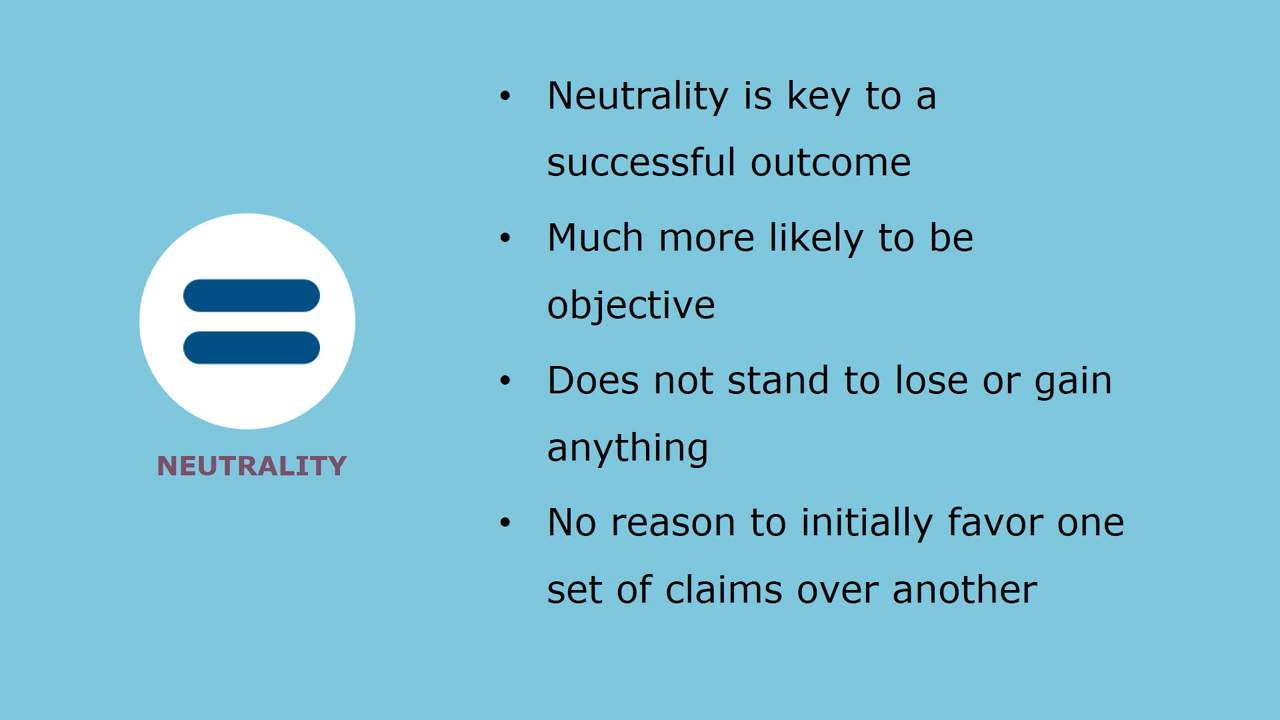 NEUTRALITY
• Neutrality is key to a
successful outcome
• Much more likely to be
objective
• Does not stand to lose or gain
anything
• No reason to initially favor one
set of claims over another